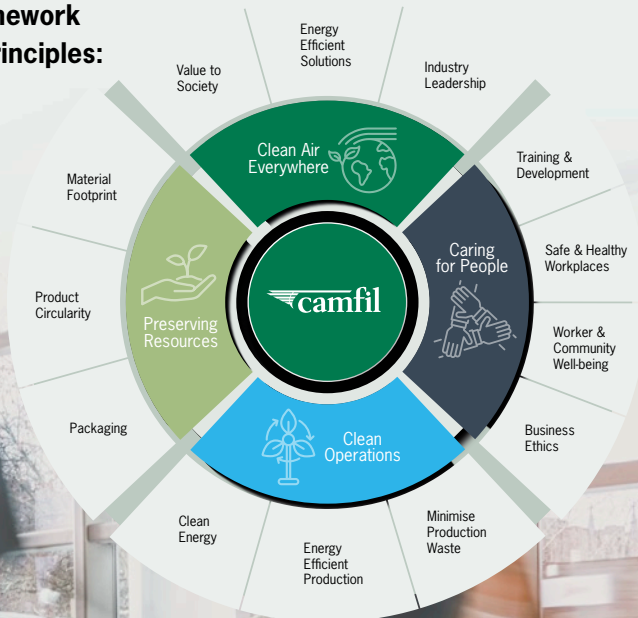 Energy
Efficient
Solutions
Value to
Society
Industry
Leadership
Clean Air
Everywhere
Training &
Development
Material
Footprint
Caring
for People
Safe & Healthy
Workplaces
Product
Circularity
camfil
Preserving
Resources
Worker &
Community
Well-being
Packaging
Clean
Operations
Business
Ethics
Clean
Energy
Energy
Efficient
Production
Minimise
Production
Waste